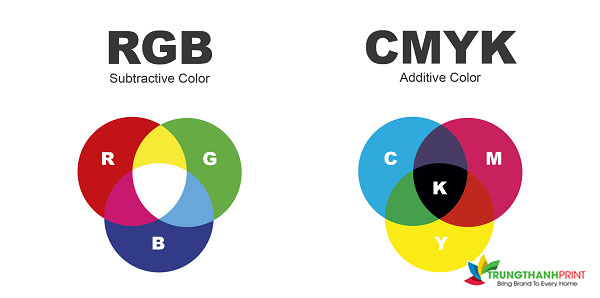 RGB
Subtractive Color
R
G
B
CMYK
Additive Color
C
M
K
Y
TRUNGTHANHPRINT
Bring Brand To Every Home